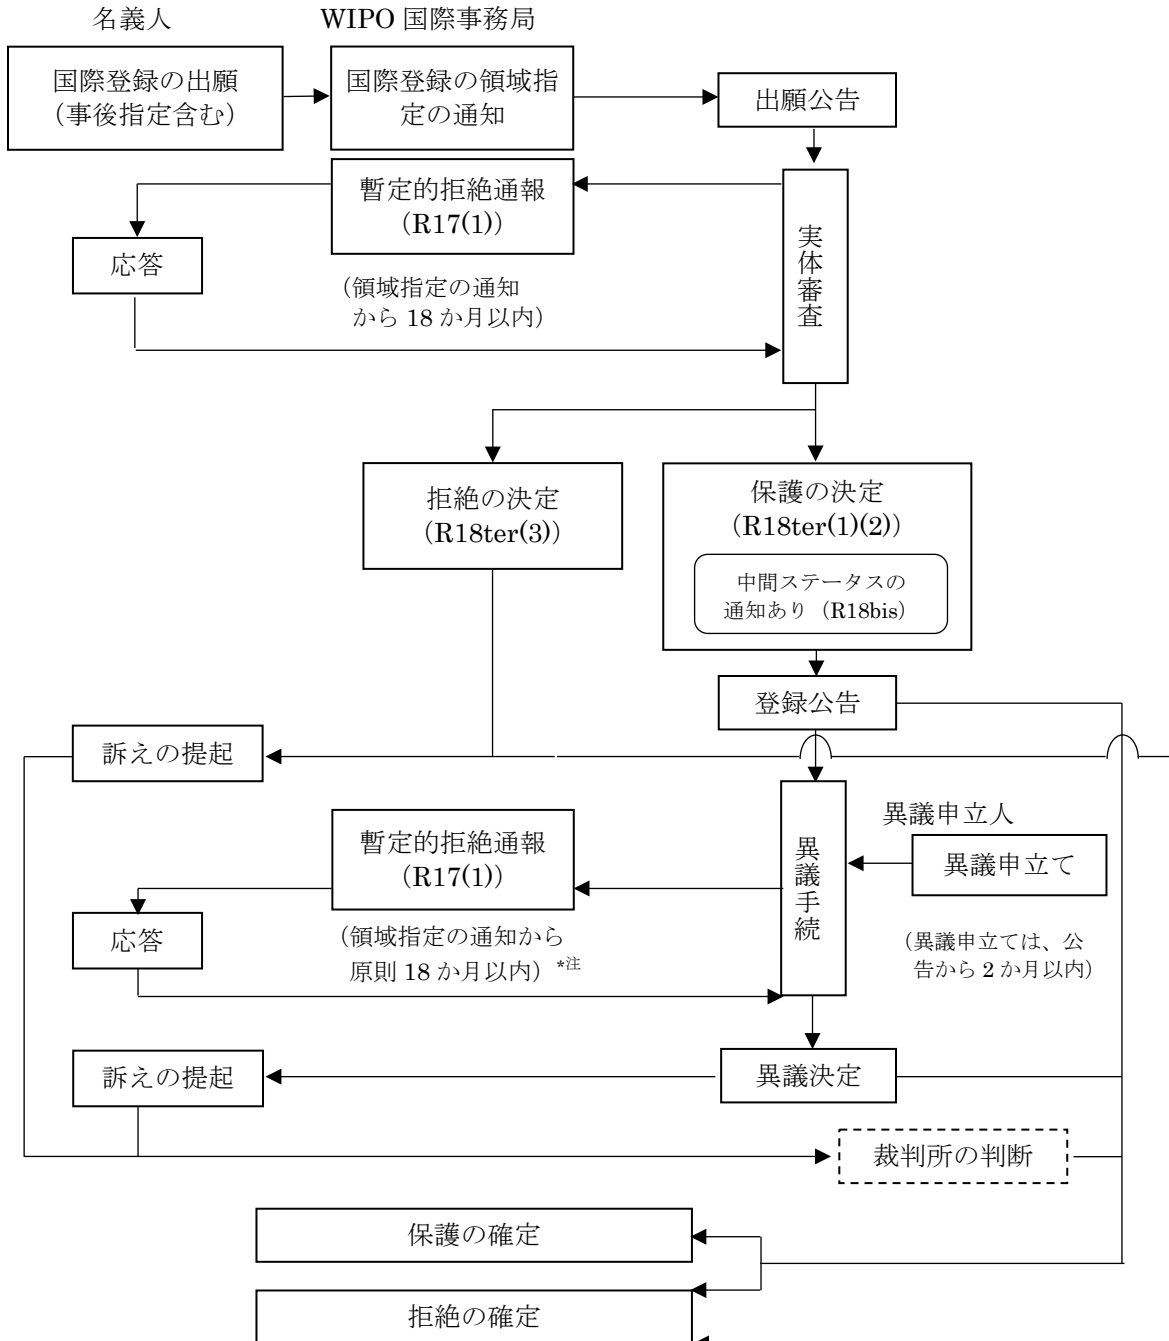 名義人
WIPO 国際事務局
国際登録の出願
（事後指定含む）
国際登録の領域指
定の通知
出願公告
暫定的拒絶通報
（R17(1)）
実体審査
応答
（領域指定の通知
から 18 か月以内）
拒絶の決定
（R18ter(3)）
保護の決定
（R18ter(1)(2)）
中間ステータスの
通知あり（R18bis）
登録公告
訴えの提起
異議申立人
暫定的拒絶通報
（R17(1)）
異議手続
異議申立て
応答
（領域指定の通知から
原則 18 か月以内）*注
（異議申立ては、公
告から 2 か月以内）
訴えの提起
異議決定
裁判所の判断
保護の確定
拒絶の確定